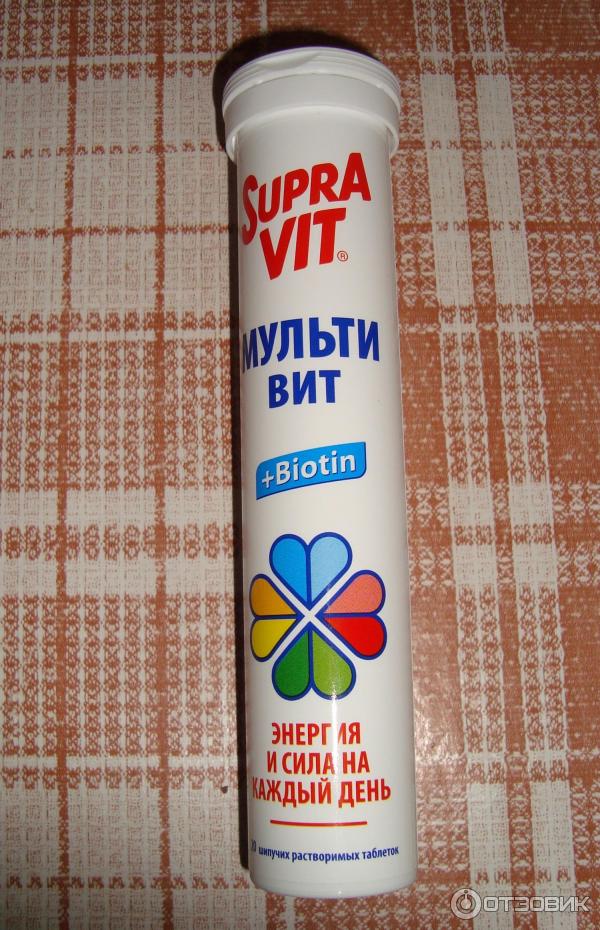 SUPRA
VIT®
МУЛЬТИ
ВИТ
+Biotin
ЭНЕРГИЯ
И СИЛА НА
КАЖДЫЙ ДЕНЬ
шипучих растворимых таблеток
ОТЗОВИК